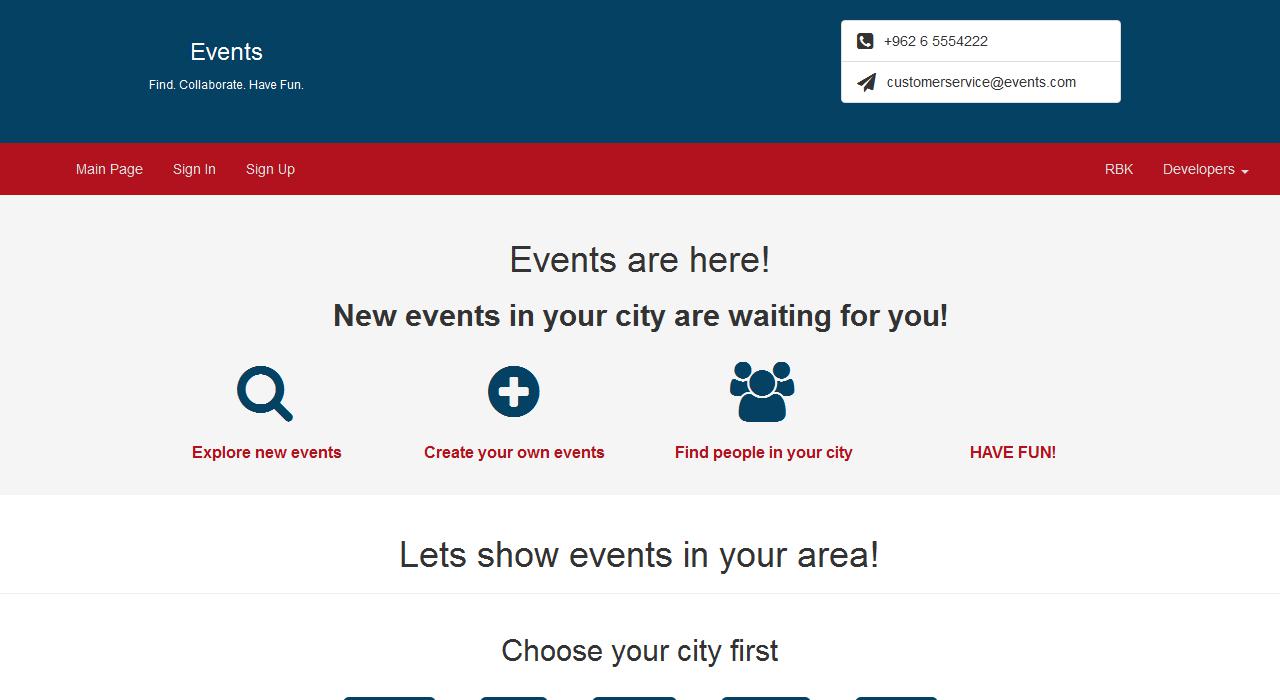 Events
Find. Collaborate. Have Fun.
+962 6 5554222
customerservice@events.com
Main Page
Sign In
Sign Up
RBK
Developers
Events are here!
New events in your city are waiting for you!
Explore new events
Create your own events
Find people in your city
HAVE FUN!
Lets show events in your area!
Choose your city first